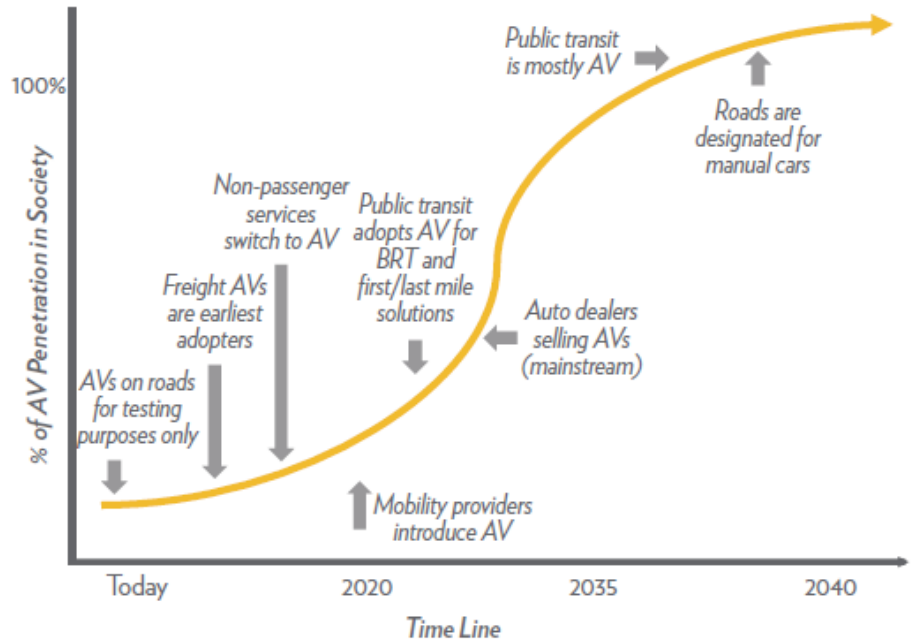 100%
% of AV Penetration in Society
AVs on roads
for testing
purposes only
Freight AVs
are earliest
adopters
Non-passenger
services
switch to AV
Mobility providers
introduce AV
Public transit
adopts AV for
BRT and
first/last mile
solutions
Auto dealers
selling AVs
(mainstream)
Public transit
is mostly AV
Roads are
designated for
manual cars
Today
2020
2035
2040
Time Line